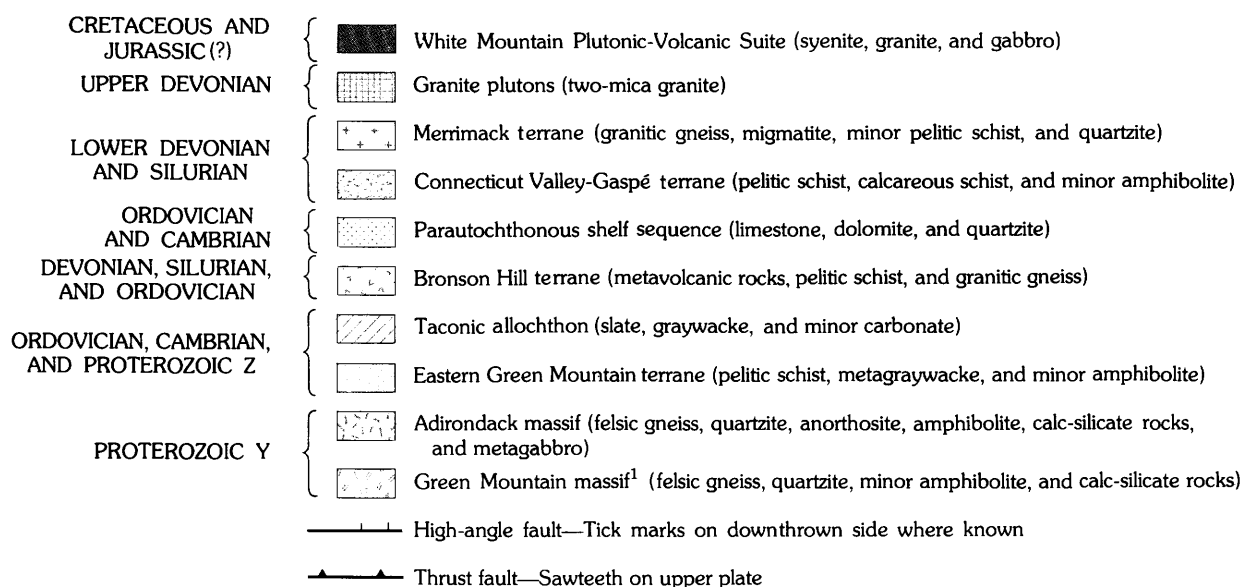 CRETACEOUS AND
JURASSIC (?)
White Mountain Plutonic-Volcanic Suite (syenite, granite, and gabbro)
UPPER DEVONIAN
Granite plutons (two-mica granite)
LOWER DEVONIAN
AND SILURIAN
Merrimack terrane (granitic gneiss, migmatite, minor pelitic schist, and quartzite)
Connecticut Valley-Gaspé terrane (pelitic schist, calcareous schist, and minor amphibolite)
ORDOVICIAN
AND CAMBRIAN
Parautochthonous shelf sequence (limestone, dolomite, and quartzite)
DEVONIAN, SILURIAN,
AND ORDOVICIAN
Bronson Hill terrane (metavolcanic rocks, pelitic schist, and granitic gneiss)
ORDOVICIAN, CAMBRIAN,
AND PROTEROZOIC Z
Taconic allochthon (slate, graywacke, and minor carbonate)
Eastern Green Mountain terrane (pelitic schist, metagraywacke, and minor amphibolite)
PROTEROZOIC Y
Adirondack massif (felsic gneiss, quartzite, anorthosite, amphibolite, calc-silicate rocks,
and metagabbro)
Green Mountain massif¹ (felsic gneiss, quartzite, minor amphibolite, and calc-silicate rocks)
High-angle fault—Tick marks on downthrown side where known
Thrust fault—Sawteeth on upper plate